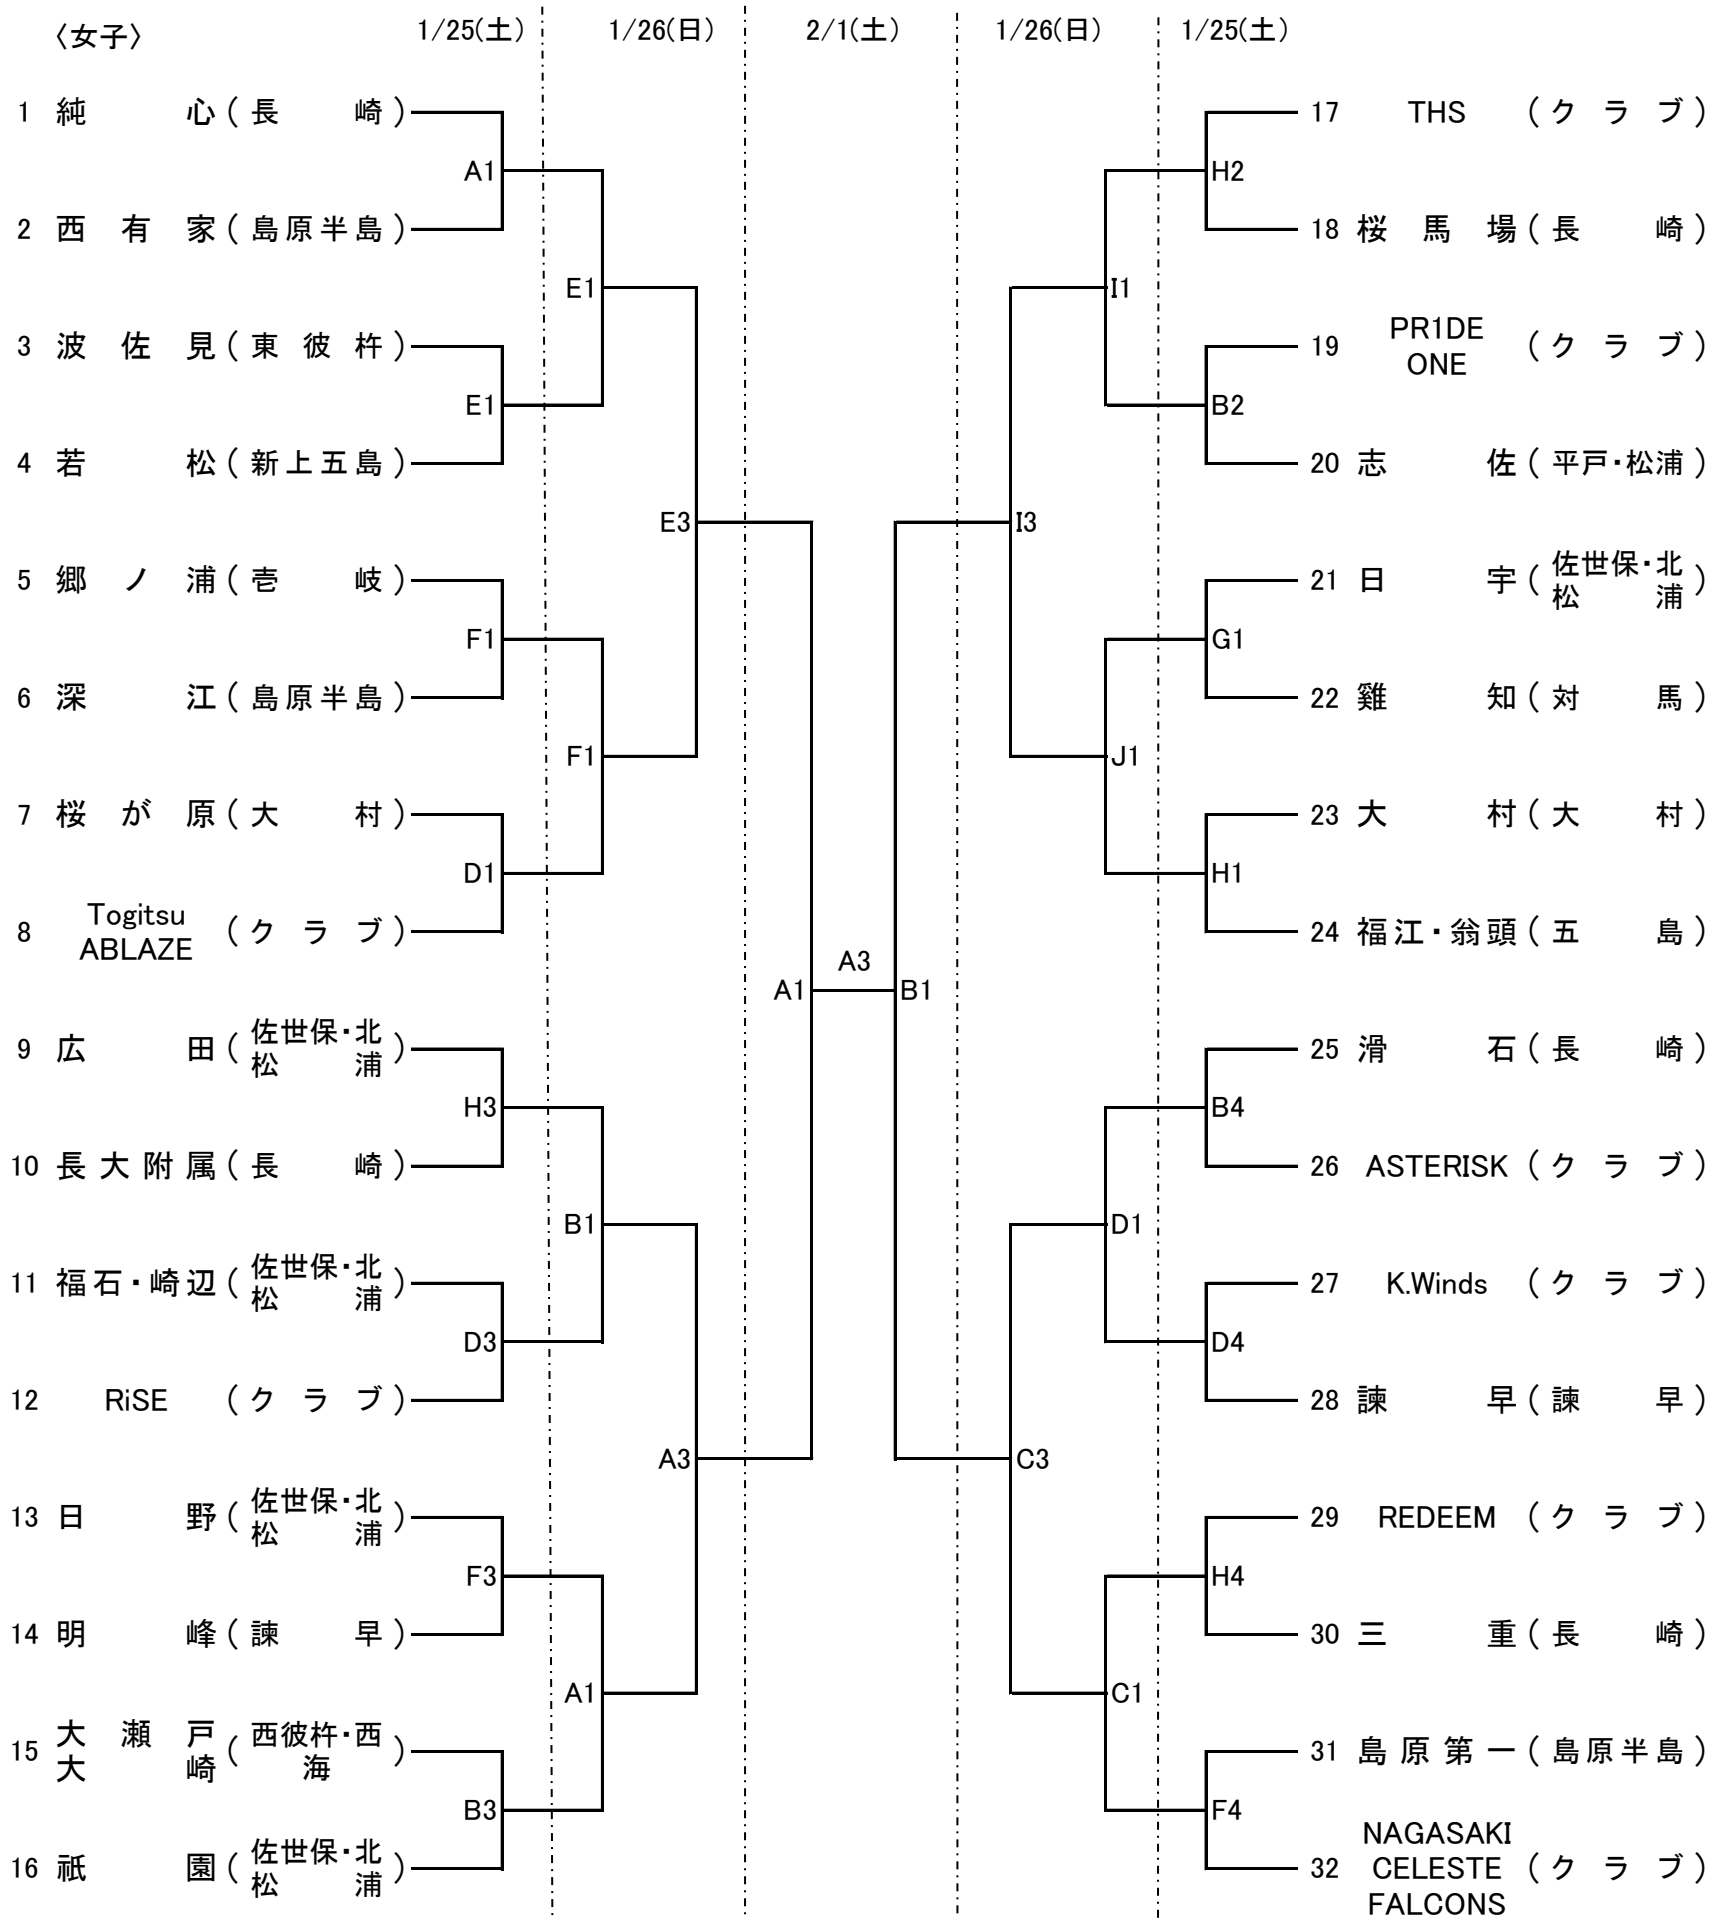 〈女子〉 1/25(土) 1/26(日) 2/1(土) 1/26(日) 1/25(土)
1 純心(長崎)
A1
2 西有家(島原半島)
E1
3 波佐見(東彼杵)
E1
4 若松(新上五島)
E3
5 郷ノ浦(壱岐)
F1
6 深江(島原半島)
F1
7 桜が原(大村)
D1
8 Togitsu
ABLAZE (クラブ)
A3
A1
B1
9 広田(佐世保・北
松浦)
H3
10 長大附属(長崎)
B1
11 福石・崎辺(佐世保・北
松浦)
D3
12 RiSE (クラブ)
A3
13 日野(佐世保・北
松浦)
F3
14 明峰(諫早)
A1
15 大瀬戸
大崎(西彼杵・西
海)
B3
16 祇園(佐世保・北
松浦)
17 THS (クラブ)
H2
18 桜馬場(長崎)
I1
19 PR1DE
ONE (クラブ)
B2
20 志佐(平戸・松浦)
I3
21 日宇(佐世保・北
松浦)
G1
22 雞知(対馬)
J1
23 大村(大村)
H1
24 福江・翁頭(五島)
25 滑石(長崎)
B4
26 ASTERISK (クラブ)
D1
27 K.Winds (クラブ)
D4
28 諫早(諫早)
C3
29 REDEEM (クラブ)
H4
30 三重(長崎)
C1
31 島原第一(島原半島)
F4
32 NAGASAKI
CELESTE
FALCONS (クラブ)